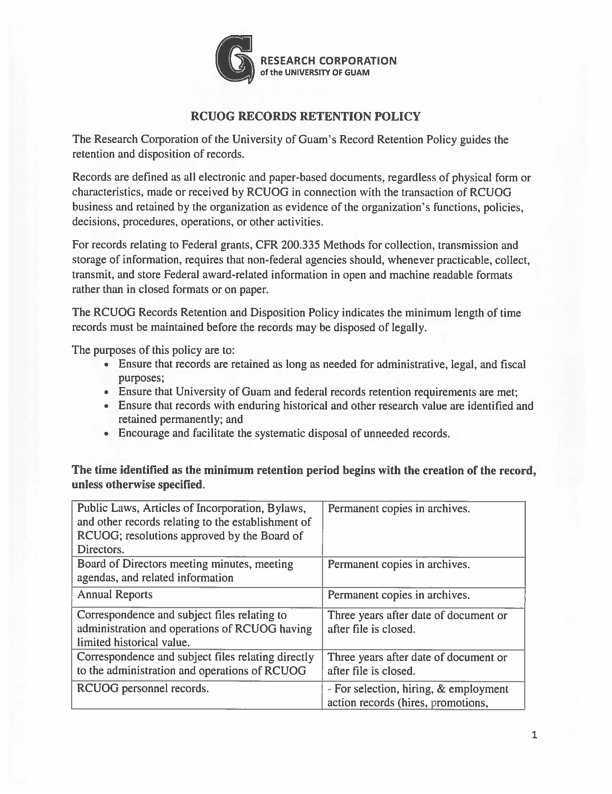 RESEARCH CORPORATION
of the UNIVERSITY OF GUAM
RCUOG RECORDS RETENTION POLICY
The Research Corporation of the University of Guam's Record Retention Policy guides the
retention and disposition of records.
Records are defined as all electronic and paper-based documents, regardless of physical form or
characteristics, made or received by RCUOG in connection with the transaction of RCUOG
business and retained by the organization as evidence of the organization's functions, policies,
decisions, procedures, operations, or other activities.
For records relating to Federal grants, CFR 200.335 Methods for collection, transmission and
storage of information, requires that non-federal agencies should, whenever practicable, collect,
transmit, and store Federal award-related information in open and machine readable formats
rather than in closed formats or on paper.
The RCUOG Records Retention and Disposition Policy indicates the minimum length of time
records must be maintained before the records may be disposed of legally.
The purposes of this policy are to:
• Ensure that records are retained as long as needed for administrative, legal, and fiscal
purposes;
• Ensure that University of Guam and federal records retention requirements are met;
• Ensure that records with enduring historical and other research value are identified and
retained permanently; and
• Encourage and facilitate the systematic disposal of unneeded records.
The time identified as the minimum retention period begins with the creation of the record,
unless otherwise specified.
Public Laws, Articles of Incorporation, Bylaws,
and other records relating to the establishment of
RCUOG; resolutions approved by the Board of
Directors.
Permanent copies in archives.
Board of Directors meeting minutes, meeting
agendas, and related information
Permanent copies in archives.
Annual Reports
Permanent copies in archives.
Correspondence and subject files relating to
administration and operations of RCUOG having
limited historical value.
Three years after date of document or
after file is closed.
Correspondence and subject files relating directly
to the administration and operations of RCUOG
Three years after date of document or
after file is closed.
RCUOG personnel records.
- For selection, hiring, & employment
action records (hires, promotions,
1